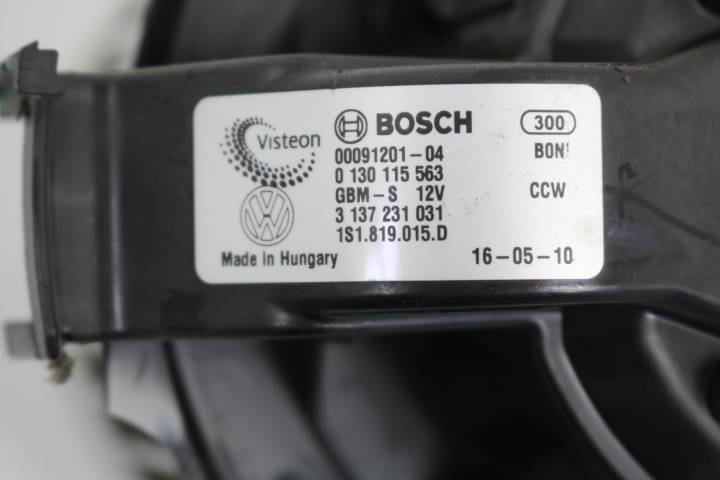 Visteon
BOSCH
300
00091201-04
BON
0 130 115 563
GBM-S 12V
CCW
3 137 231 031
1S1.819.015.D
Made in Hungary
16-05-10